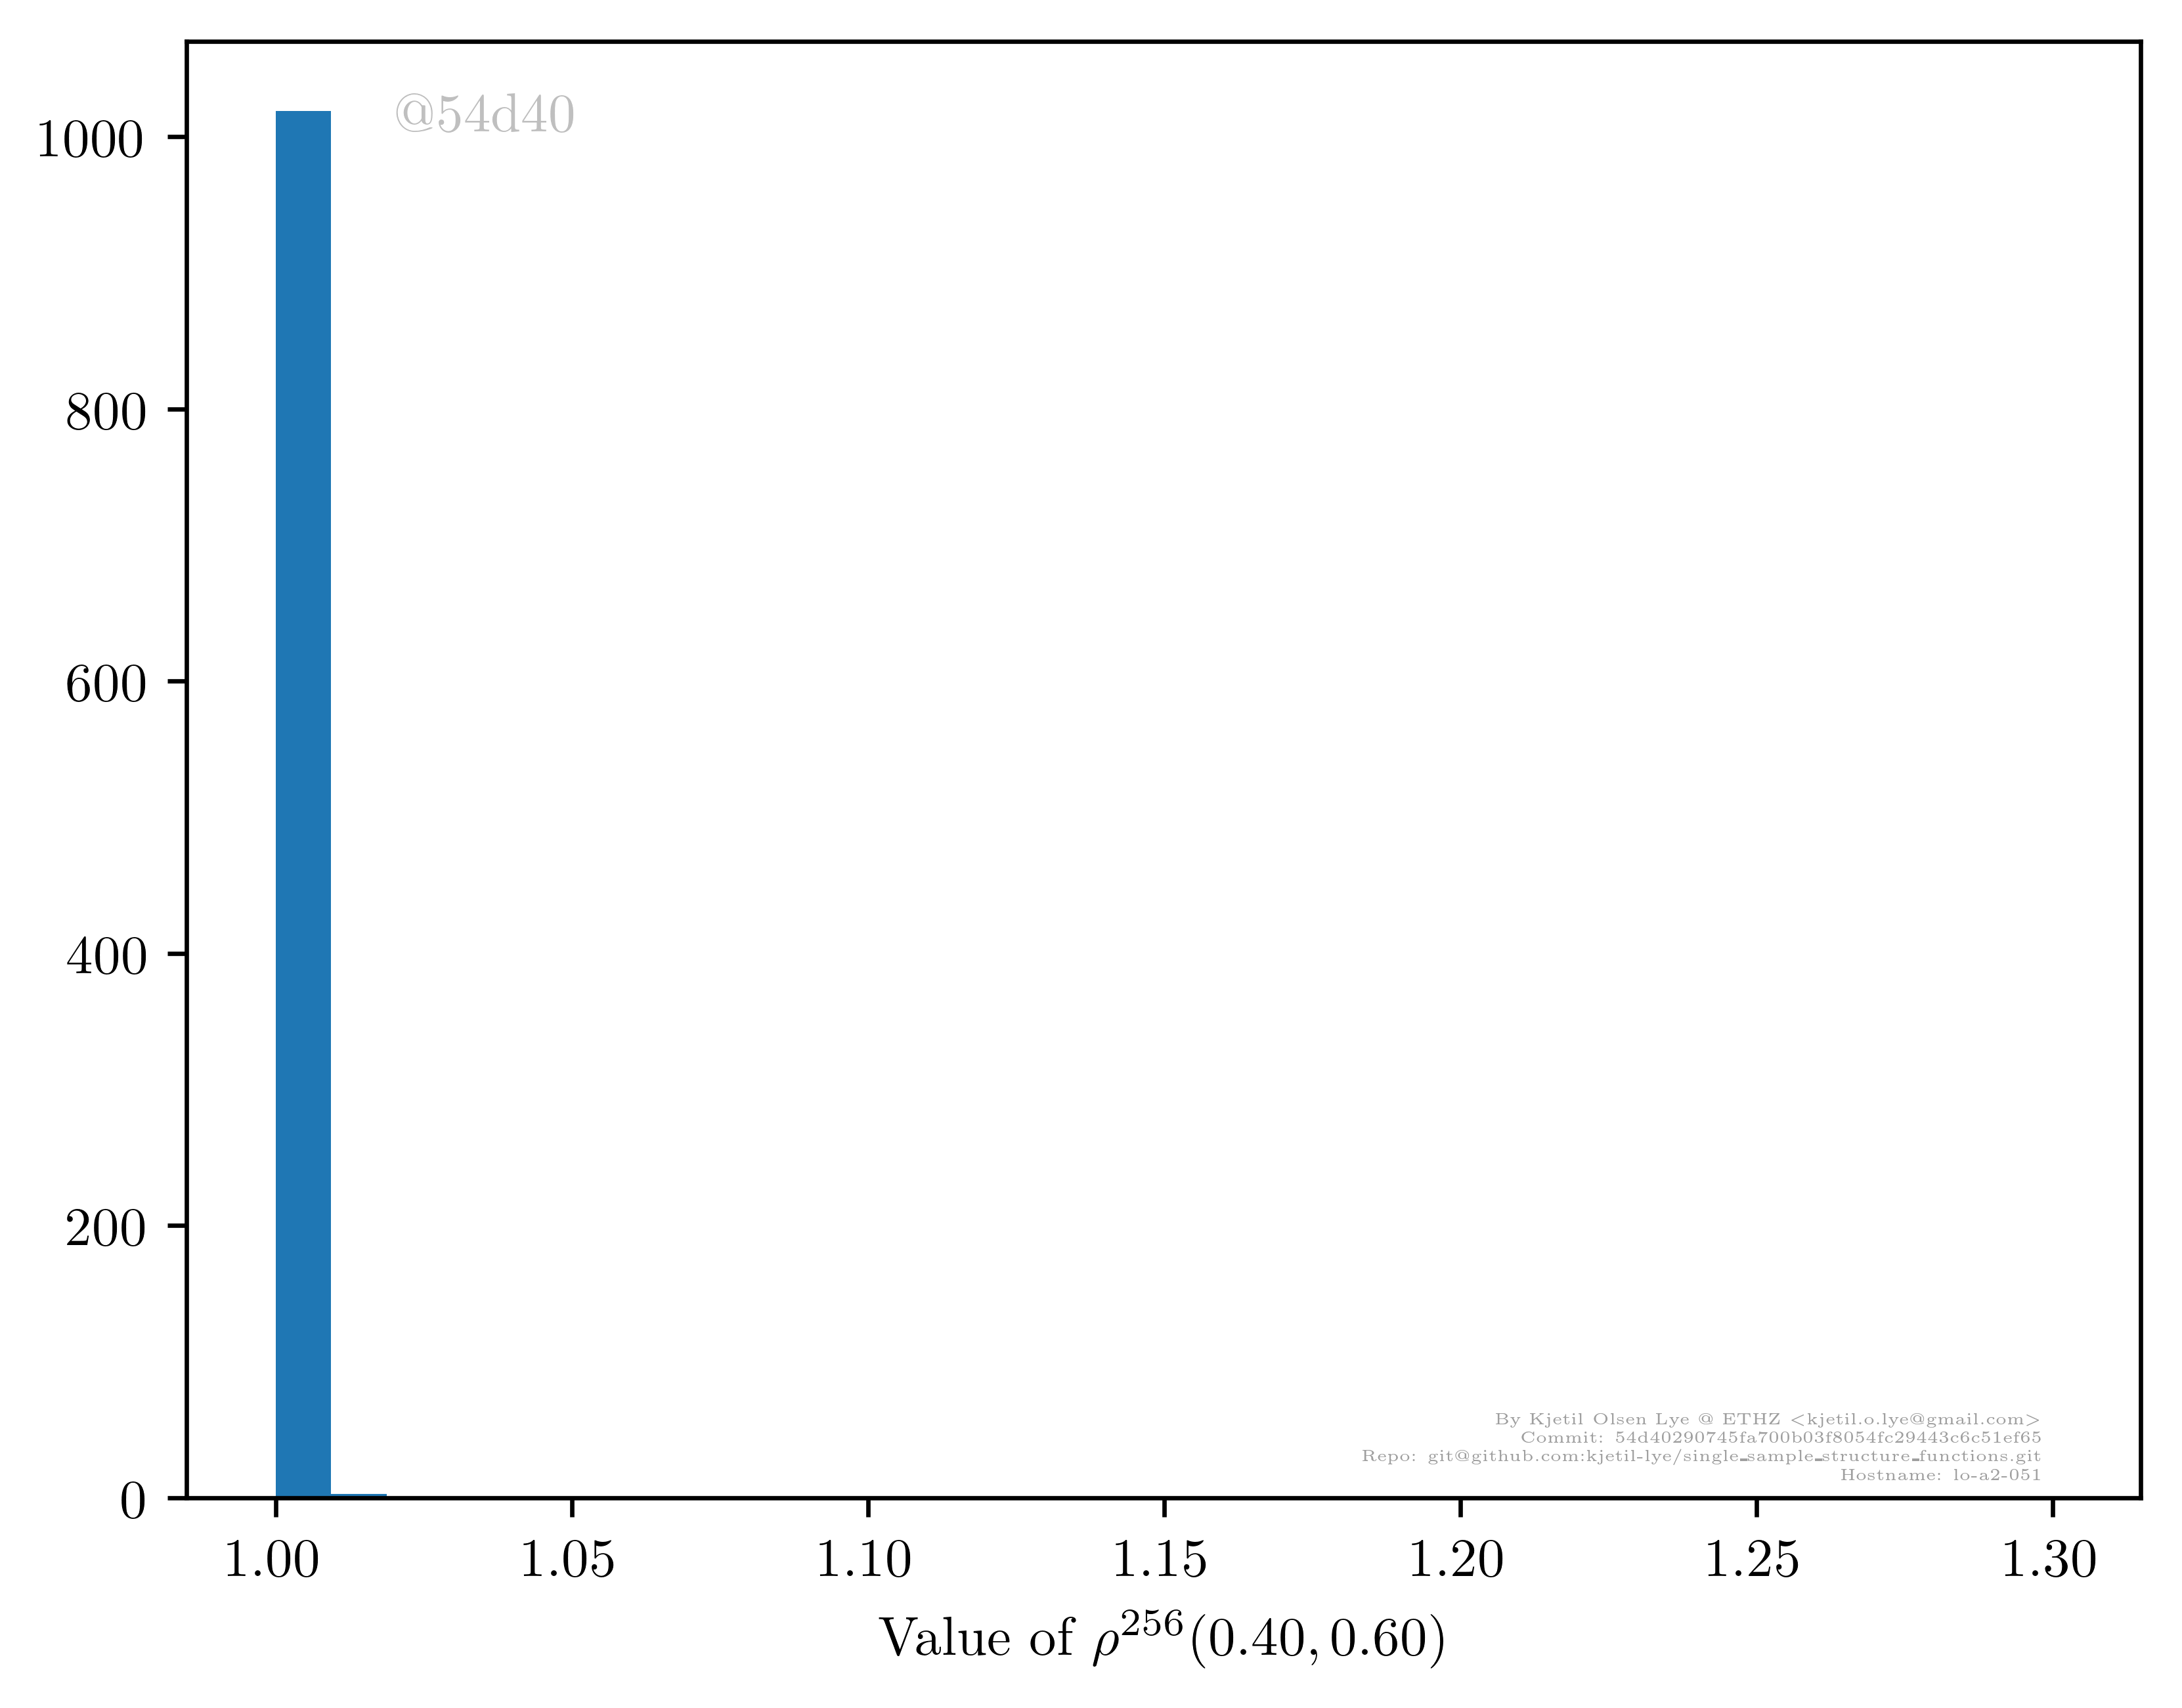 @54d40
1000
800
600
400
200
0
By Kjetil Olsen Lye @ ETHZ <kjetil.o.lye@gmail.com>
Commit: 54d40290745fa700b03f8054fc29443c6c51ef65
Repo: git@github.com:kjetil-lye/single_sample_structure_functions.git
Hostname: lo-a2-051
1.00 1.05 1.10 1.15 1.20 1.25 1.30
Value of ρ²⁵⁶(0.40, 0.60)